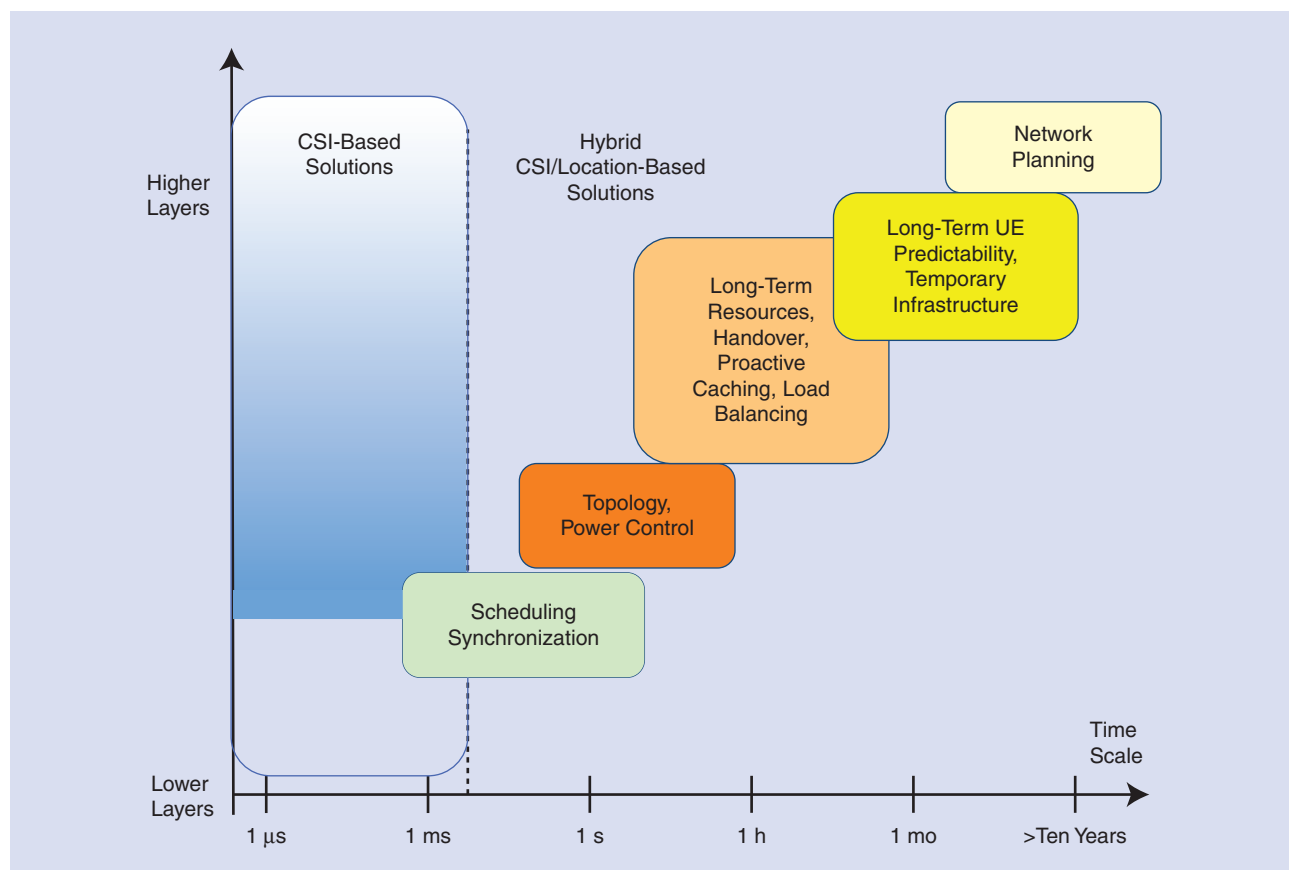 CSI-Based
Solutions
Hybrid
CSI/Location-Based
Solutions
Network
Planning
Higher
Layers
Long-Term UE
Predictability,
Temporary
Infrastructure
Long-Term
Resources,
Handover,
Proactive
Caching, Load
Balancing
Topology,
Power Control
Scheduling
Synchronization
Time
Scale
Lower
Layers
1 μs
1 ms
1 s
1 h
1 mo
>Ten Years